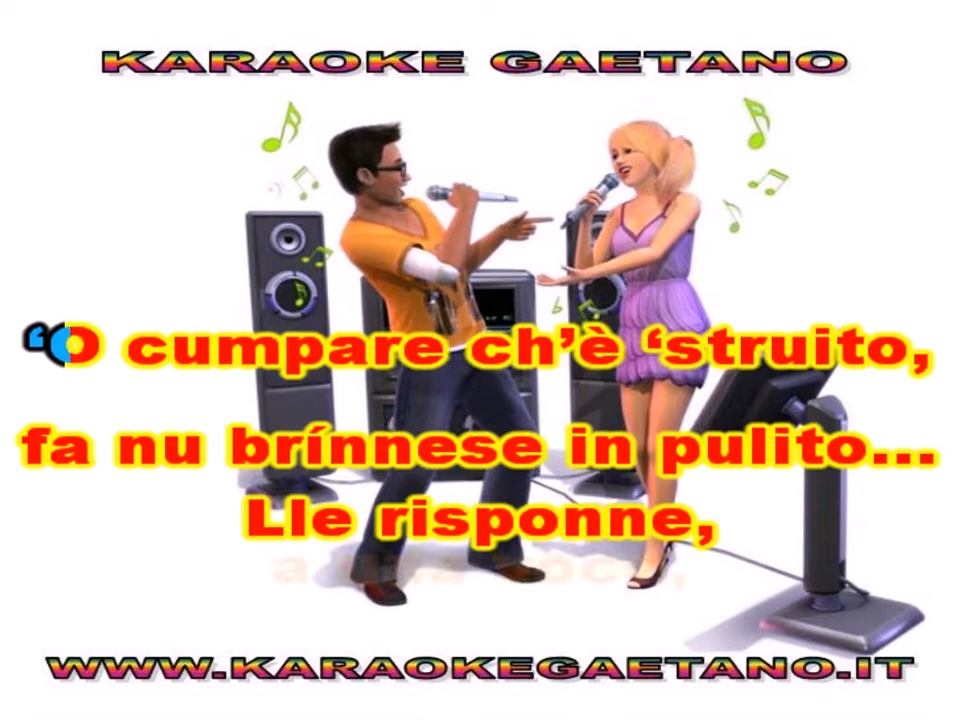 KARAOKE GAETANO
‘O cumpare ch’è ‘struito,
fa nu brínnese in pulito...
Lle risponne,
WWW.KARAOKEGAETANO.IT